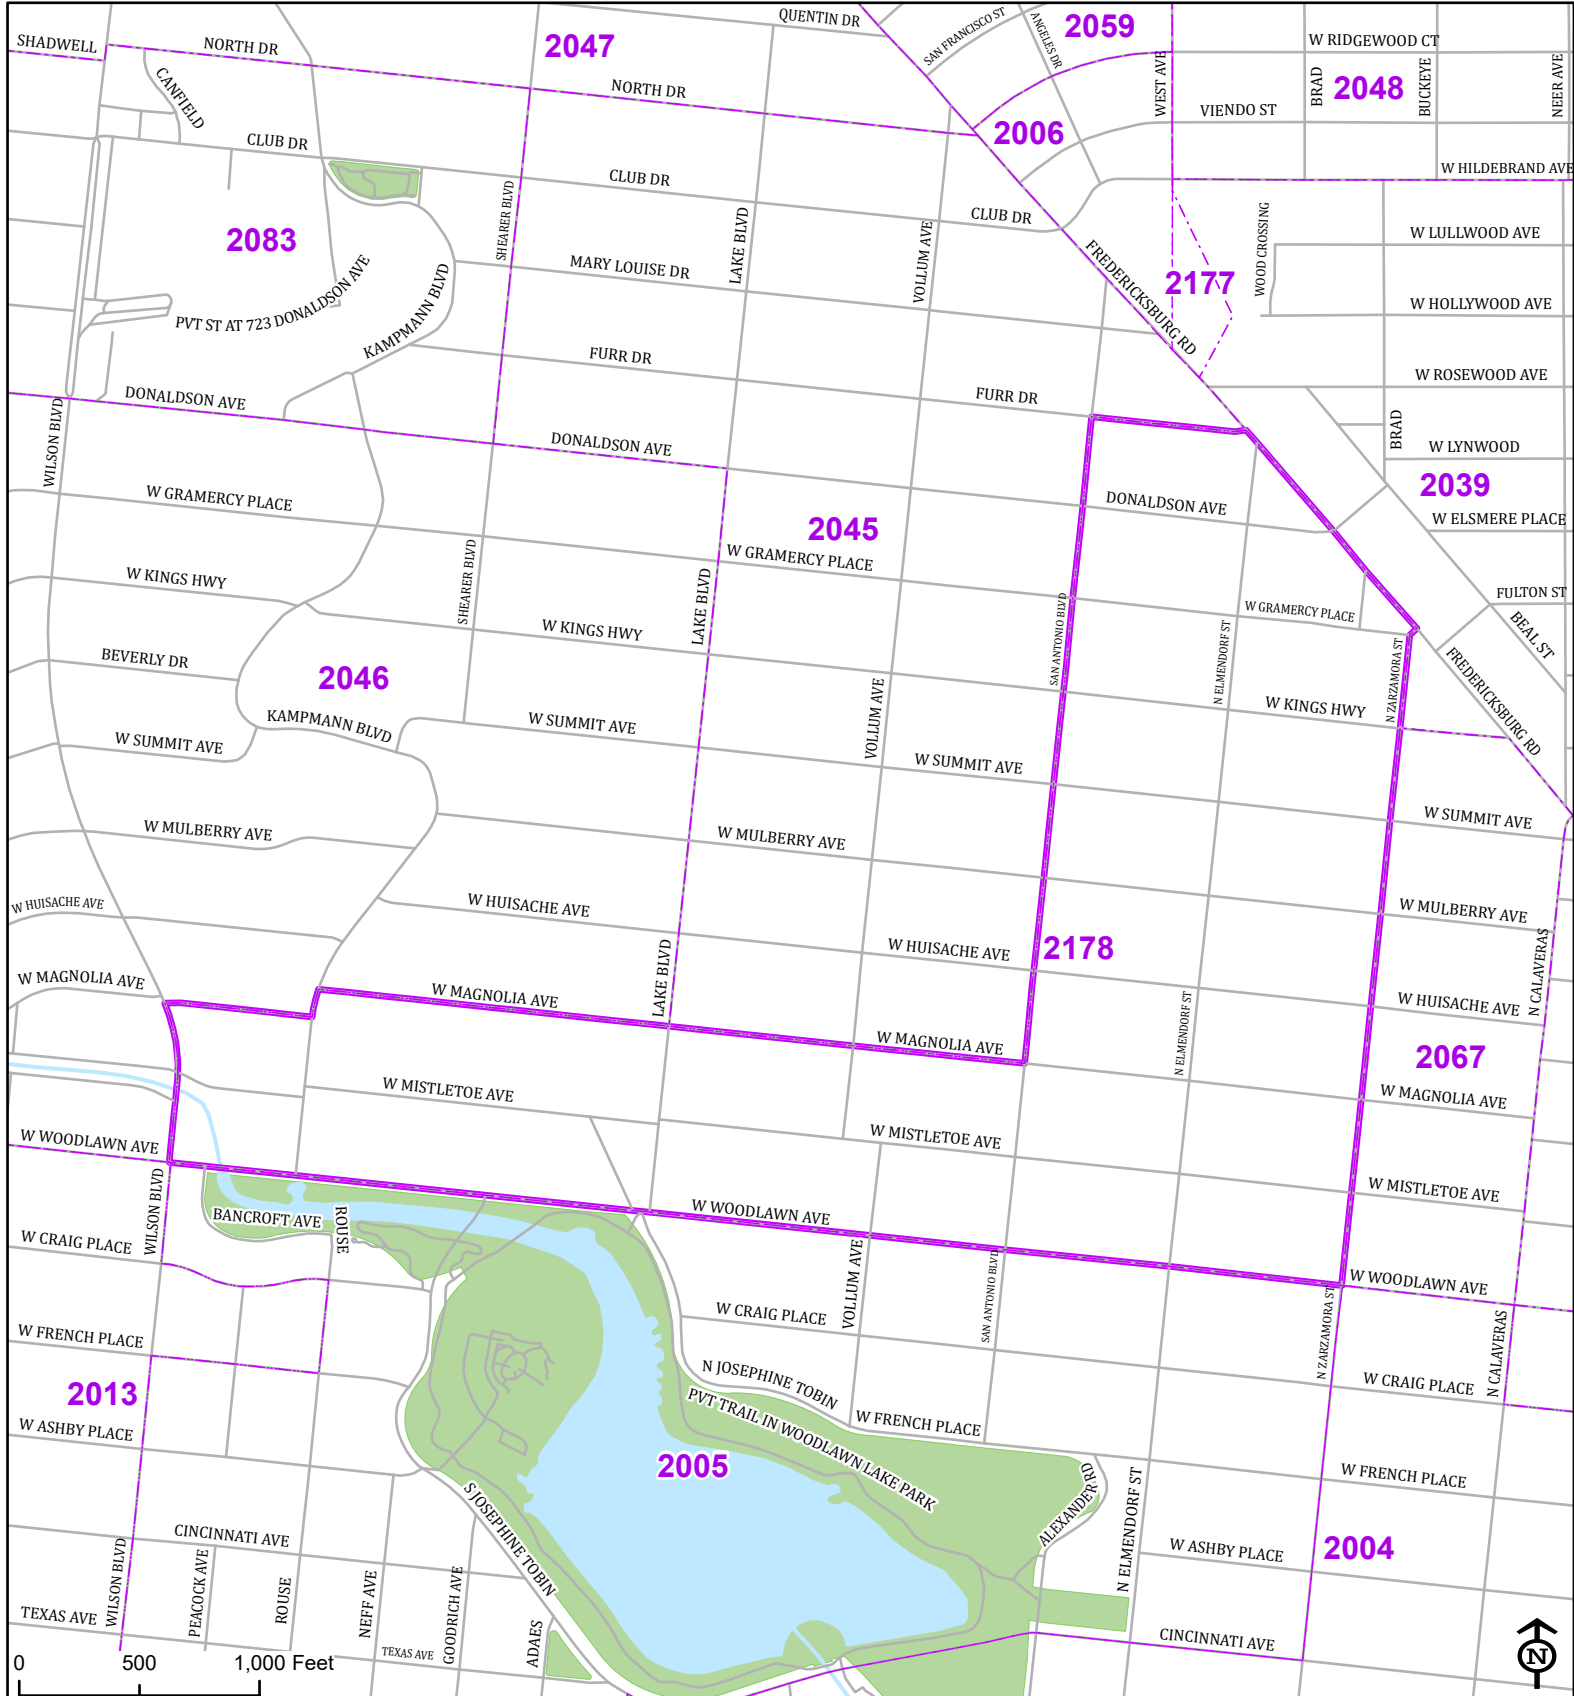 QUENTIN DR
SAN FRANCISCO ST
ANGELES DR
2059
SHADWELL
NORTH DR
2047
W RIDGEWOOD CT
WEST AVE
BRAD
2048
BUCKEYE
NEER AVE
CANFIELD
NORTH DR
2006
VIENDO ST
CLUB DR
CLUB DR
W HILDEBRAND AVE
SHEARER BLVD
LAKE BLVD
VOLLUM AVE
CLUB DR
2083
WOOD CROSSING
W LULLWOOD AVE
MARY LOUISE DR
FREDERICKSBURG RD
2177
W HOLLYWOOD AVE
PVT ST AT 723 DONALDSON AVE
KAMPMANN BLVD
FURR DR
FURR DR
W ROSEWOOD AVE
DONALDSON AVE
WILSON BLVD
DONALDSON AVE
BRAD
W LYNWOOD
2039
W GRAMERCY PLACE
DONALDSON AVE
2045
W ELSMERE PLACE
W GRAMERCY PLACE
W KINGS HWY
SHEARER BLVD
LAKE BLVD
SAN ANTONIO BLVD
N ELMENDORF ST
W GRAMERCY PLACE
FULTON ST
BEAL ST
W KINGS HWY
BEVERLY DR
2046
N ZARZAMORA ST
FREDERICKSBURG RD
VOLLUM AVE
W KINGS HWY
KAMPMANN BLVD
W SUMMIT AVE
W SUMMIT AVE
W SUMMIT AVE
W SUMMIT AVE
W MULBERRY AVE
W MULBERRY AVE
W HUISACHE AVE
W HUISACHE AVE
W MULBERRY AVE
W HUISACHE AVE
2178
N CALAVERAS
LAKE BLVD
W MAGNOLIA AVE
W MAGNOLIA AVE
W HUISACHE AVE
N ELMENDORF ST
W MAGNOLIA AVE
2067
W MISTLETOE AVE
W MAGNOLIA AVE
W WOODLAWN AVE
W MISTLETOE AVE
W MISTLETOE AVE
WILSON BLVD
BANCROFT AVE
ROUSE
W WOODLAWN AVE
W CRAIG PLACE
VOLLUM AVE
SAN ANTONIO BLVD
W WOODLAWN AVE
W CRAIG PLACE
N ZARZAMORA ST
N CALAVERAS
W FRENCH PLACE
N JOSEPHINE TOBIN
W CRAIG PLACE
2013
PVT TRAIL IN WOODLAWN LAKE PARK
W FRENCH PLACE
W ASHBY PLACE
2005
W FRENCH PLACE
S JOSEPHINE TOBIN
ALEXANDER RD
N ELMENDORF ST
CINCINNATI AVE
W ASHBY PLACE
2004
WILSON BLVD
PEACOCK AVE
ROUSE
NEFF AVE
GOODRICH AVE
ADAES
TEXAS AVE
TEXAS AVE
CINCINNATI AVE
0 500 1,000 Feet
N